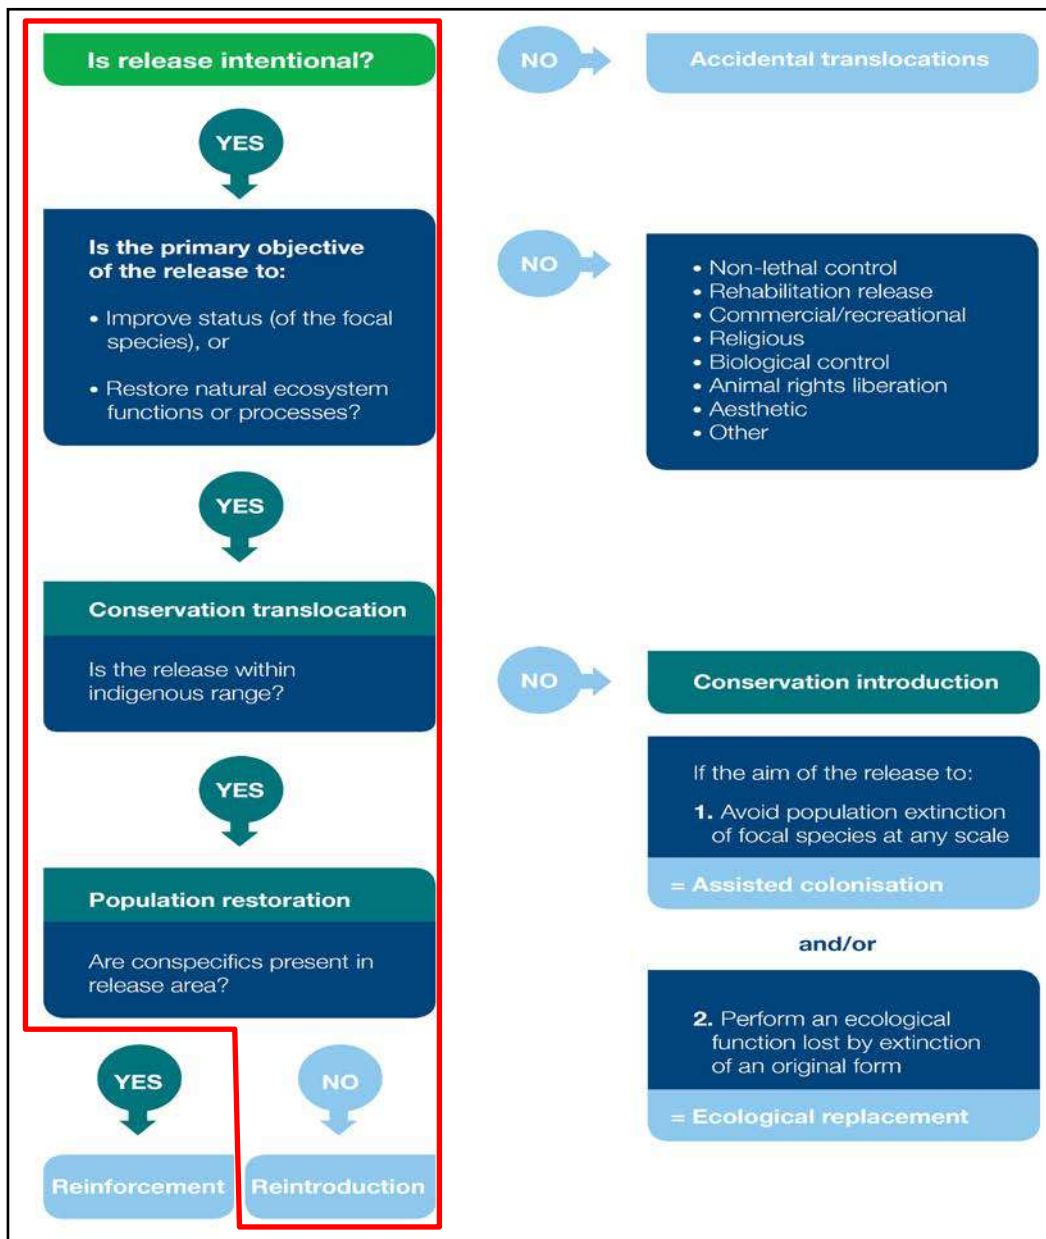 Is release intentional?
NO
Accidental translocations
YES
Is the primary objective
of the release to:
• Improve status (of the focal
species), or
• Restore natural ecosystem
functions or processes?
NO
• Non-lethal control
• Rehabilitation release
• Commercial/recreational
• Religious
• Biological control
• Animal rights liberation
• Aesthetic
• Other
YES
Conservation translocation
Is the release within
indigenous range?
NO
Conservation introduction
If the aim of the release to:
1. Avoid population extinction
of focal species at any scale
= Assisted colonisation
and/or
2. Perform an ecological
function lost by extinction
of an original form
= Ecological replacement
YES
Population restoration
Are conspecifics present in
release area?
YES
NO
Reinforcement
Reintroduction